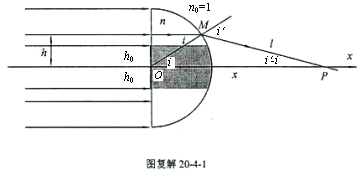 n₀=1
n
M
i′
h
h₀
i
l
h₀
O
i
i′-i
x
x
P
图复解 20-4-1